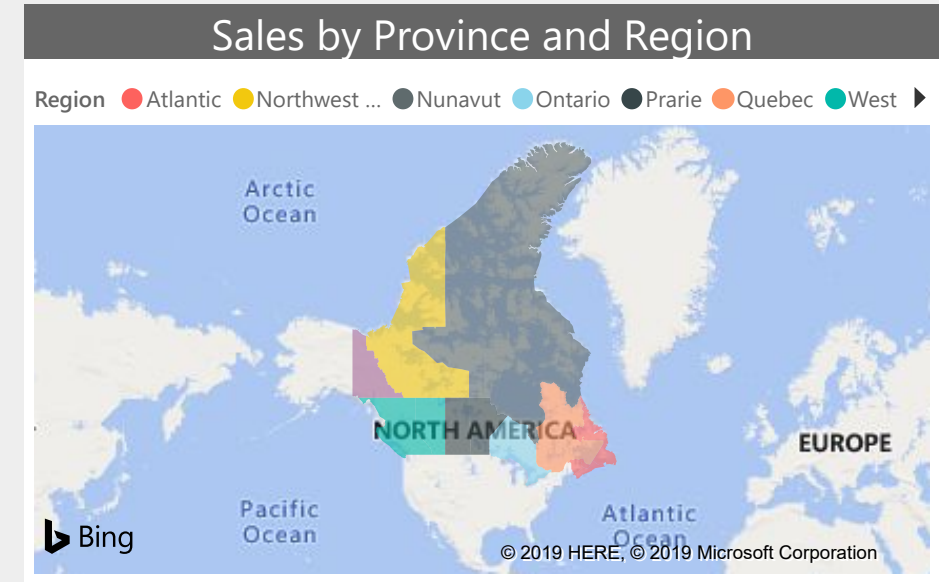 Sales by Province and Region
Region Atlantic Northwest ... Nunavut Ontario Prarie Quebec West
Arctic
Ocean
NORTH AMERICA
EUROPE
Pacific
Ocean
Atlantic
Ocean
Bing
© 2019 HERE, © 2019 Microsoft Corporation